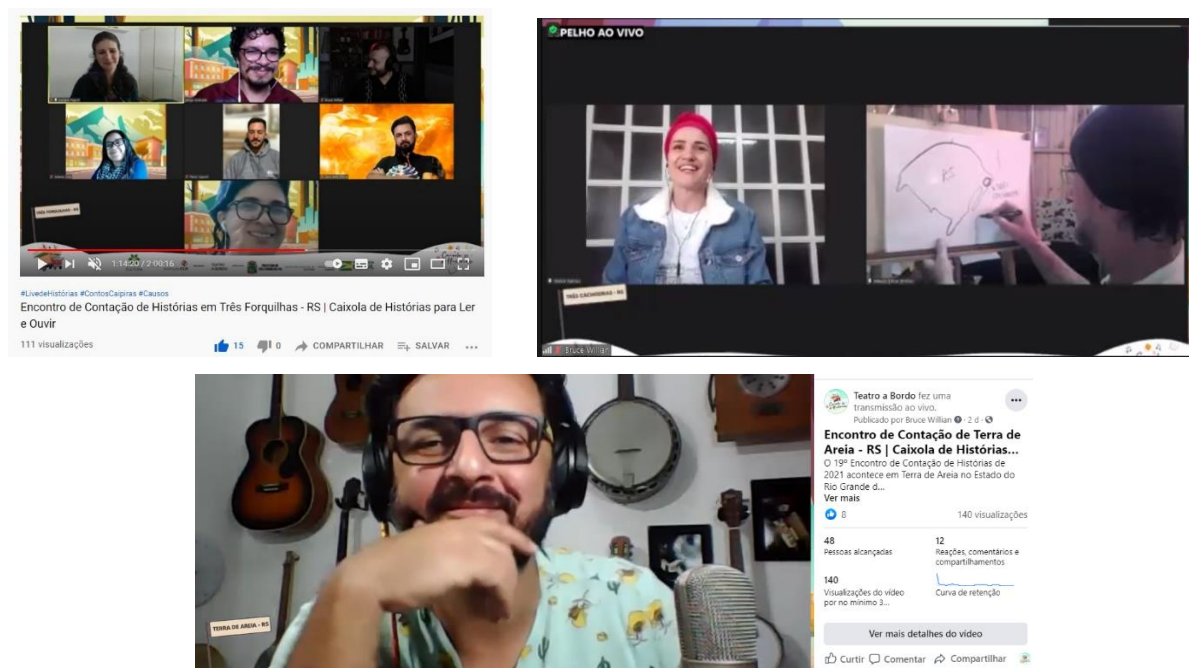 TRÊS FORQUILHAS - RS
1:14:20 / 2:00:16
#LivedeHistórias #ContosCaipiras #Causos
Encontro de Contação de Histórias em Três Forquilhas - RS | Caixola de Histórias para Ler
e Ouvir
111 visualizações
15
0
COMPARTILHAR
SALVAR
PELHO AO VIVO
RS
TRÊS CACHOEIRAS - RS
Bruce Willian
TERRA DE AREIA - RS
Teatro a Bordo fez uma
transmissão ao vivo.
Publicado por Bruce Willian · 2 d ·
Encontro de Contação de Terra de
Areia - RS | Caixola de Histórias...
O 19º Encontro de Contação de Histórias de
2021 acontece em Terra de Areia no Estado do
Rio Grande d...
Ver mais
8
140 visualizações
48
Pessoas alcançadas
12
Reações, comentários e
compartilhamentos
140
Visualizações do vídeo
por no mínimo 3...
Curva de retenção
Ver mais detalhes do vídeo
Curtir
Comentar
Compartilhar